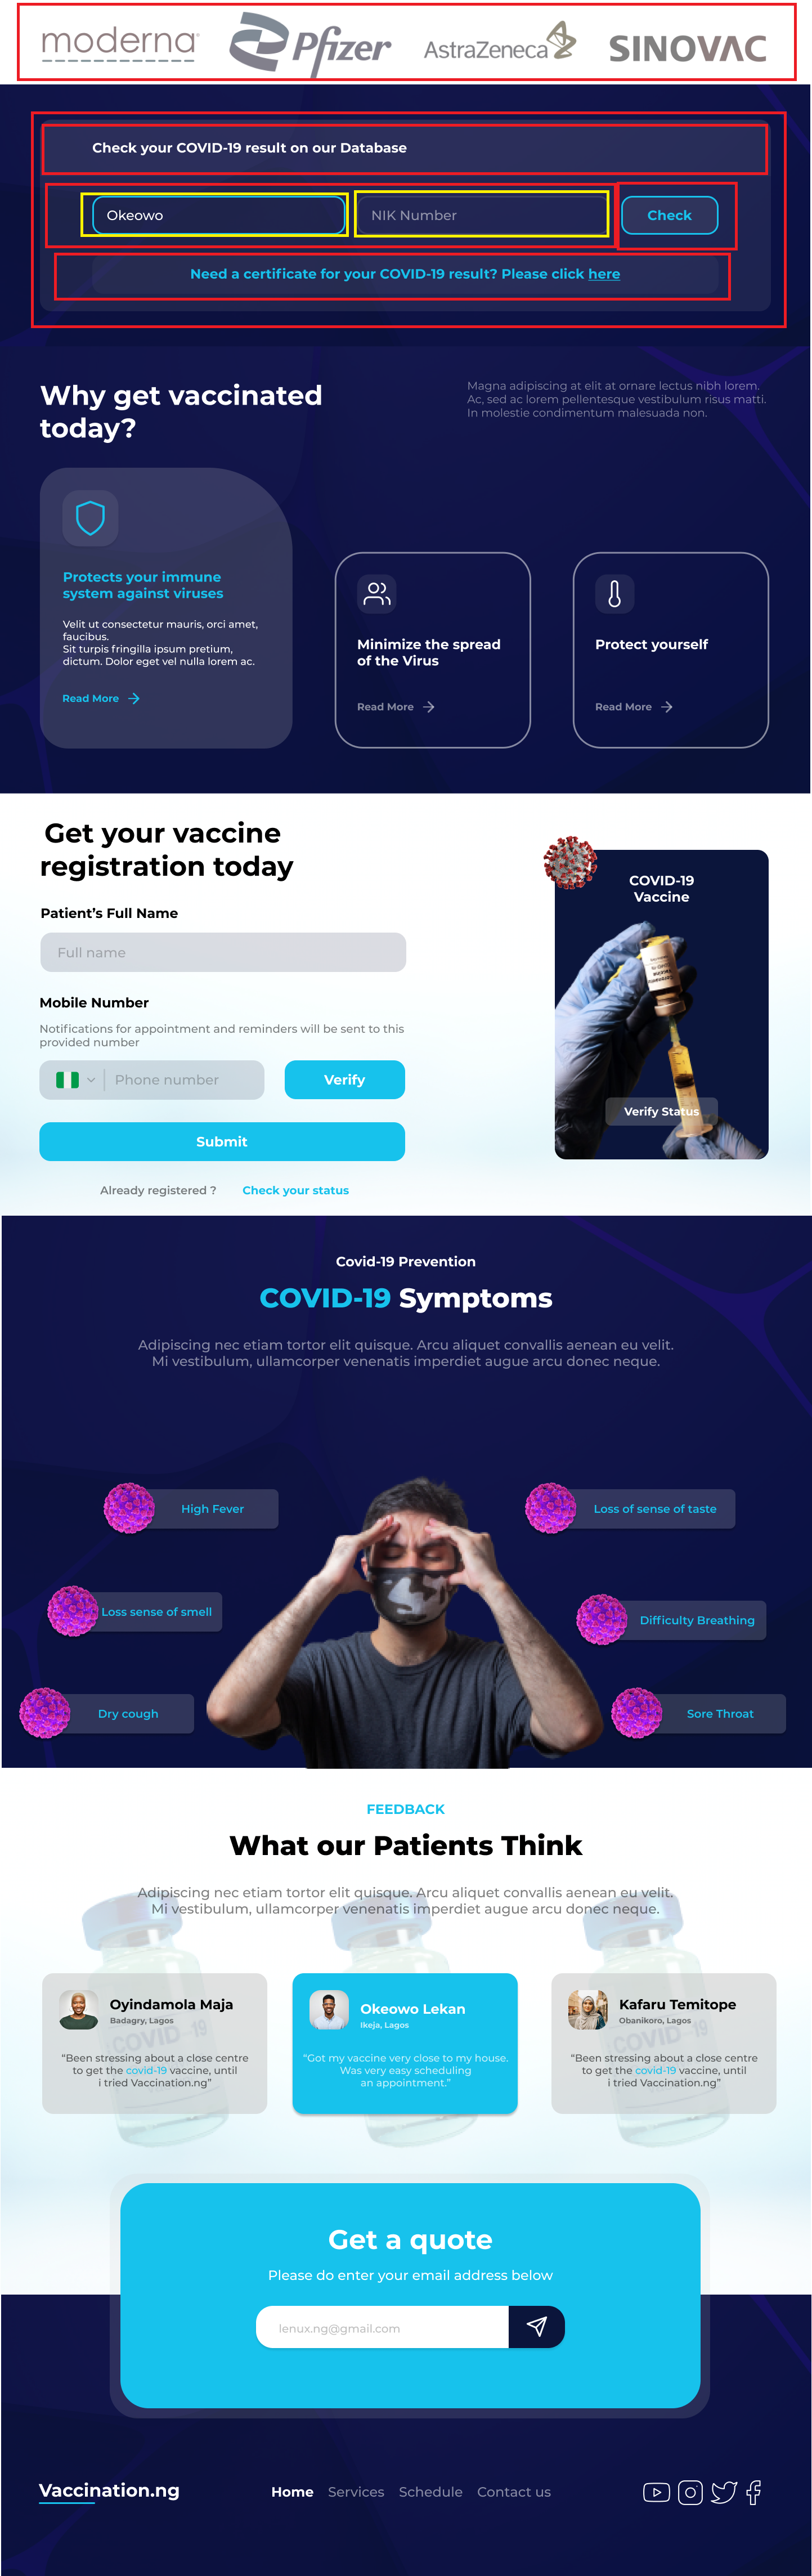 moderna
Pfizer
AstraZeneca
SINOVAC
Check your COVID-19 result on our Database
Okeowo
NIK Number
Check
Need a certificate for your COVID-19 result? Please click here
Why get vaccinated
today?
Magna adipiscing at elit at ornare lectus nibh lorem.
Ac, sed ac lorem pellentesque vestibulum risus matti.
In molestie condimentum malesuada non.
Protects your immune
system against viruses
Velit ut consectetur mauris, orci amet,
faucibus.
Sit turpis fringilla ipsum pretium,
dictum. Dolor eget vel nulla lorem ac.
Read More
Minimize the spread
of the Virus
Read More
Protect yourself
Read More
Get your vaccine
registration today
Patient’s Full Name
Full name
Mobile Number
Notifications for appointment and reminders will be sent to this
provided number
Phone number
Verify
Submit
Already registered ?
Check your status
COVID-19
Vaccine
Verify Status
Covid-19 Prevention
COVID-19 Symptoms
Adipiscing nec etiam tortor elit quisque. Arcu aliquet convallis aenean eu velit.
Mi vestibulum, ullamcorper venenatis imperdiet augue arcu donec neque.
High Fever
Loss of sense of taste
Loss sense of smell
Difficulty Breathing
Dry cough
Sore Throat
FEEDBACK
What our Patients Think
Adipiscing nec etiam tortor elit quisque. Arcu aliquet convallis aenean eu velit.
Mi vestibulum, ullamcorper venenatis imperdiet augue arcu donec neque.
Oyindamola Maja
Badagry, Lagos
“Been stressing about a close centre
to get the covid-19 vaccine, until
i tried Vaccination.ng”
Okeowo Lekan
Ikeja, Lagos
“Got my vaccine very close to my house.
Was very easy scheduling
an appointment.”
Kafaru Temitope
Obanikoro, Lagos
“Been stressing about a close centre
to get the covid-19 vaccine, until
i tried Vaccination.ng”
Get a quote
Please do enter your email address below
lenux.ng@gmail.com
Vaccination.ng
Home
Services
Schedule
Contact us